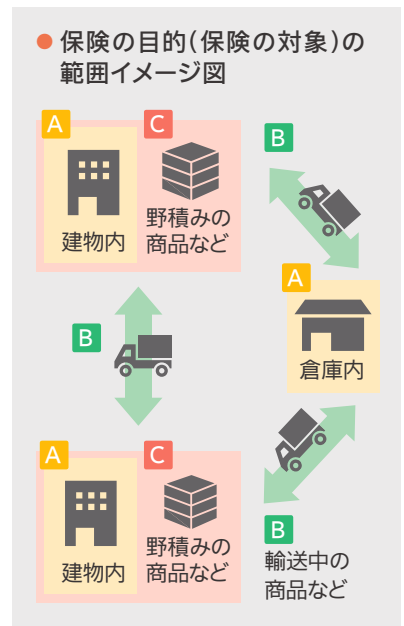 ● 保険の目的(保険の対象)の
範囲イメージ図
A
建物内
C
野積みの
商品など
B
A
倉庫内
B
A
建物内
C
野積みの
商品など
B
輸送中の
商品など